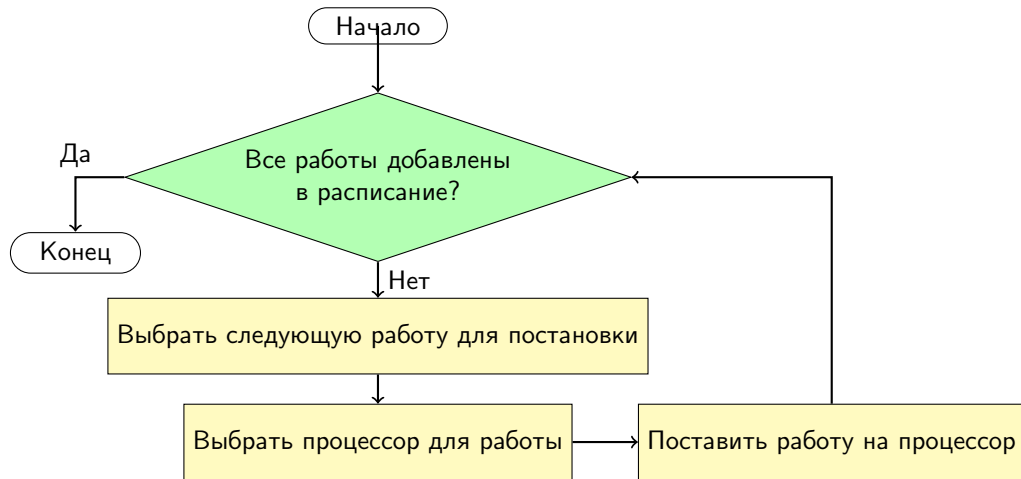 Начало
Все работы добавлены
в расписание?
Да
Конец
Нет
Выбрать следующую работу для постановки
Выбрать процессор для работы
Поставить работу на процессор